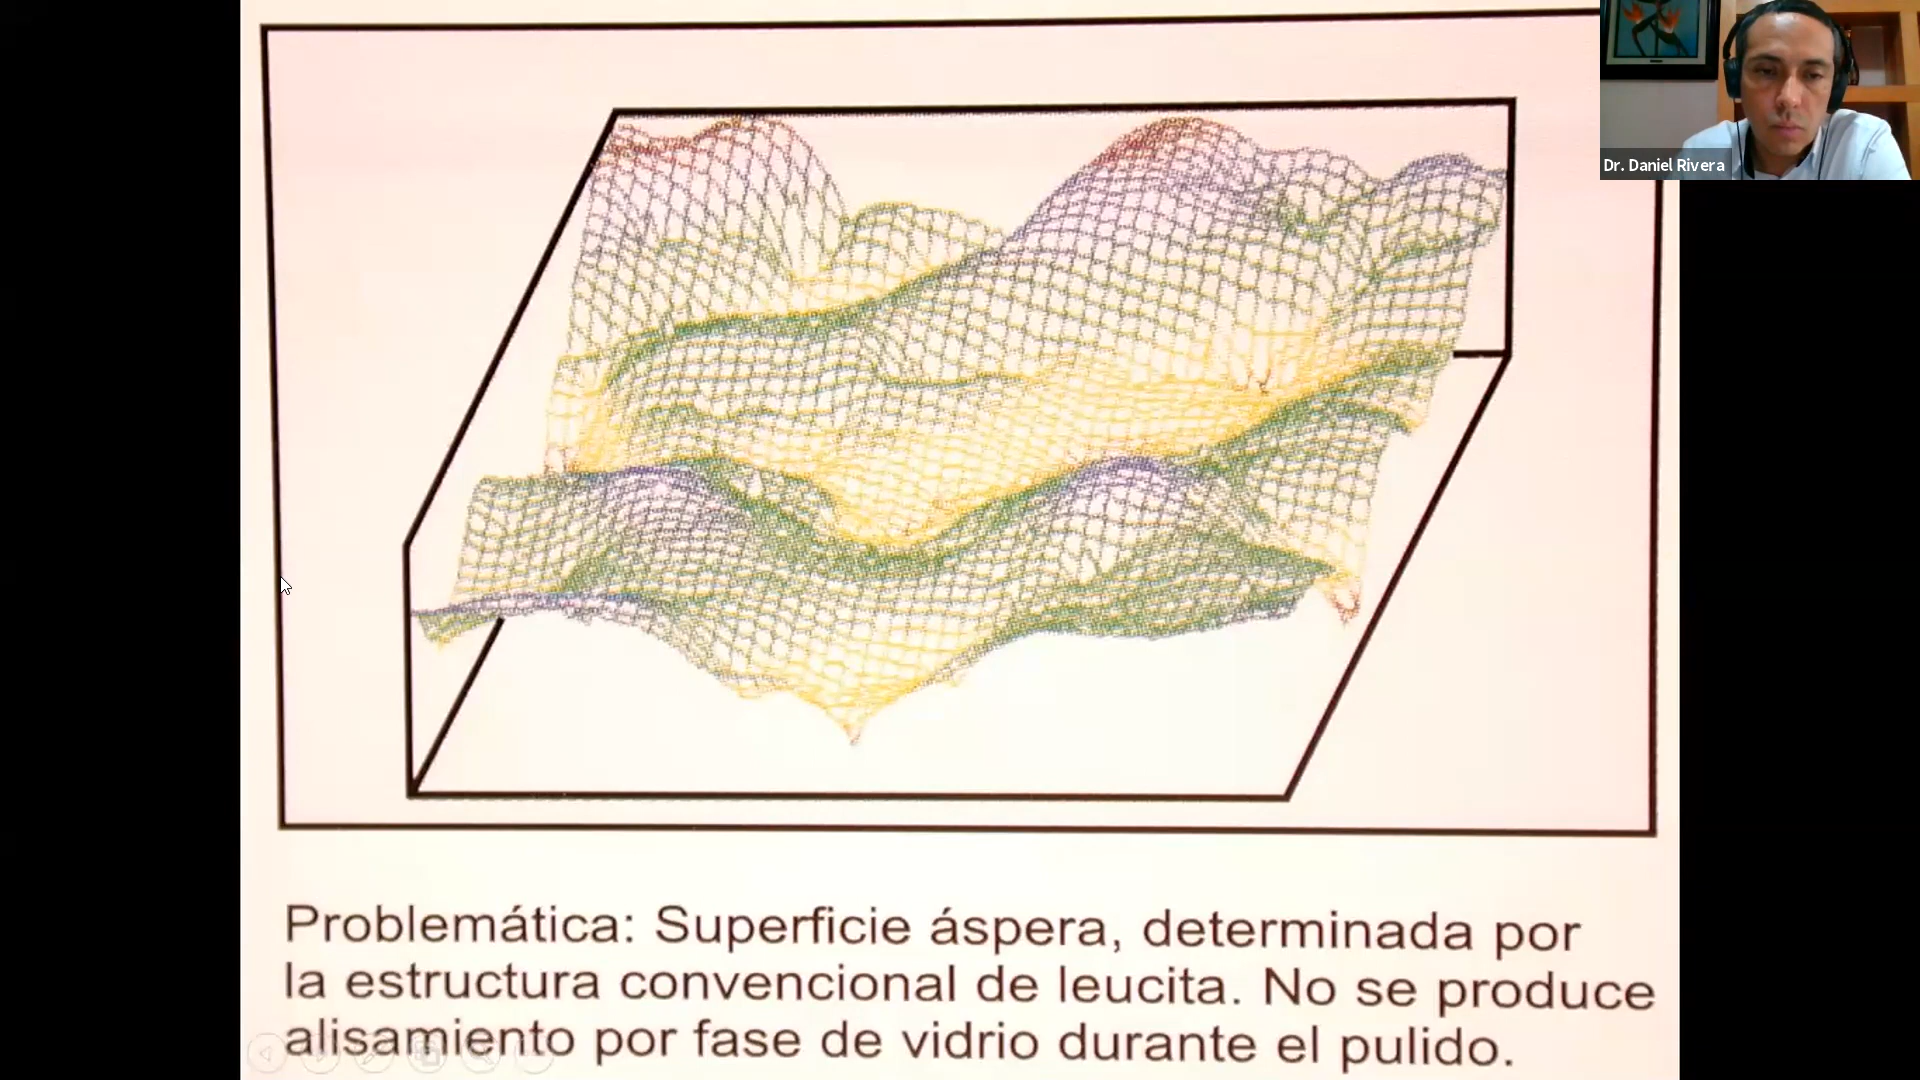 Dr. Daniel Rivera
Problemática: Superficie áspera, determinada por
la estructura convencional de leucita. No se produce
alisamiento por fase de vidrio durante el pulido.